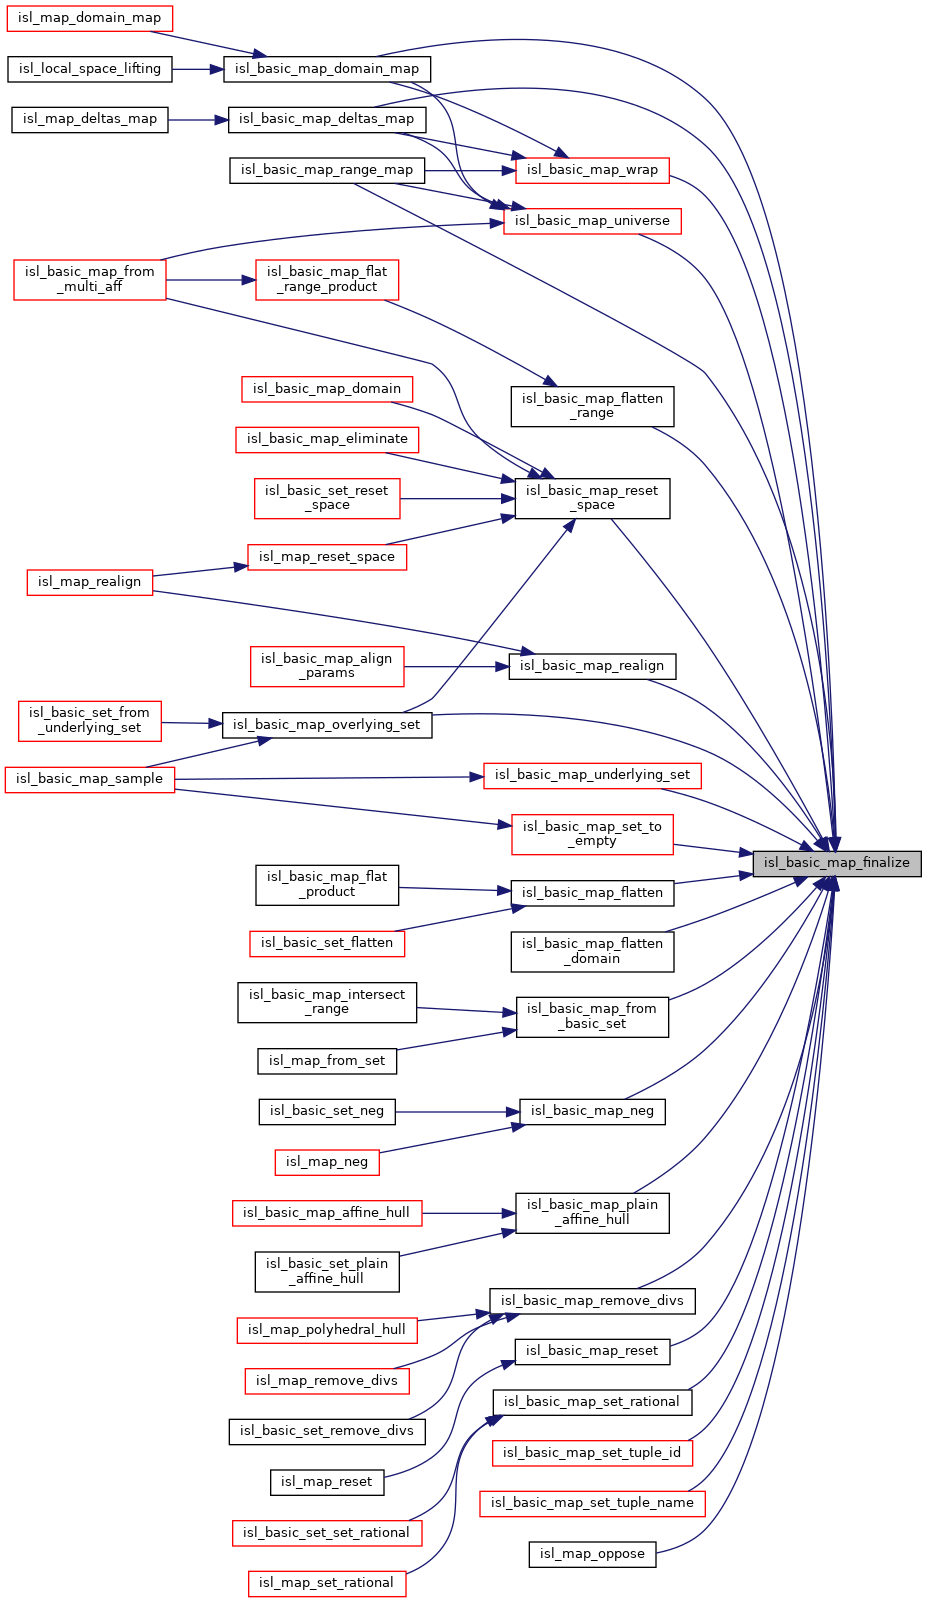 isl_map_domain_map
isl_local_space_lifting
isl_basic_map_domain_map
isl_map_deltas_map
isl_basic_map_deltas_map
isl_basic_map_range_map
isl_basic_map_wrap
isl_basic_map_universe
isl_basic_map_from
_multi_aff
isl_basic_map_flat
_range_product
isl_basic_map_domain
isl_basic_map_flatten
_range
isl_basic_map_eliminate
isl_basic_set_reset
_space
isl_basic_map_reset
_space
isl_map_reset_space
isl_map_realign
isl_basic_map_align
_params
isl_basic_map_realign
isl_basic_set_from
_underlying_set
isl_basic_map_overlying_set
isl_basic_map_sample
isl_basic_map_underlying_set
isl_basic_map_set_to
_empty
isl_basic_map_finalize
isl_basic_map_flat
_product
isl_basic_map_flatten
isl_basic_set_flatten
isl_basic_map_flatten
_domain
isl_basic_map_intersect
_range
isl_basic_map_from
_basic_set
isl_map_from_set
isl_basic_set_neg
isl_basic_map_neg
isl_map_neg
isl_basic_map_affine_hull
isl_basic_map_plain
_affine_hull
isl_basic_set_plain
_affine_hull
isl_basic_map_remove_divs
isl_map_polyhedral_hull
isl_basic_map_reset
isl_map_remove_divs
isl_basic_map_set_rational
isl_basic_set_remove_divs
isl_basic_map_set_tuple_id
isl_map_reset
isl_basic_map_set_tuple_name
isl_basic_set_set_rational
isl_map_oppose
isl_map_set_rational